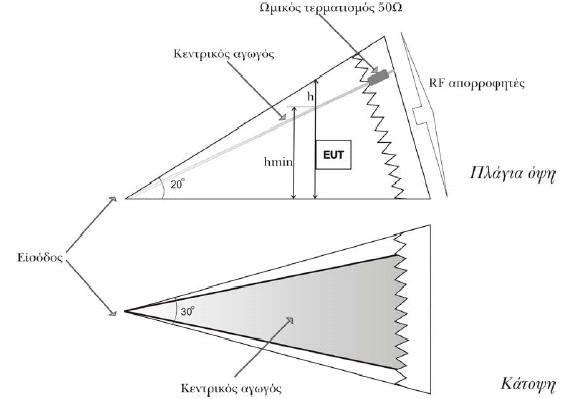 Ωμικός τερματισμός 50Ω
Κεντρικός αγωγός
RF απορροφητές
h
hmin
EUT
20°
Πλάγια όψη
Είσοδος
30°
Κεντρικός αγωγός
Κάτοψη